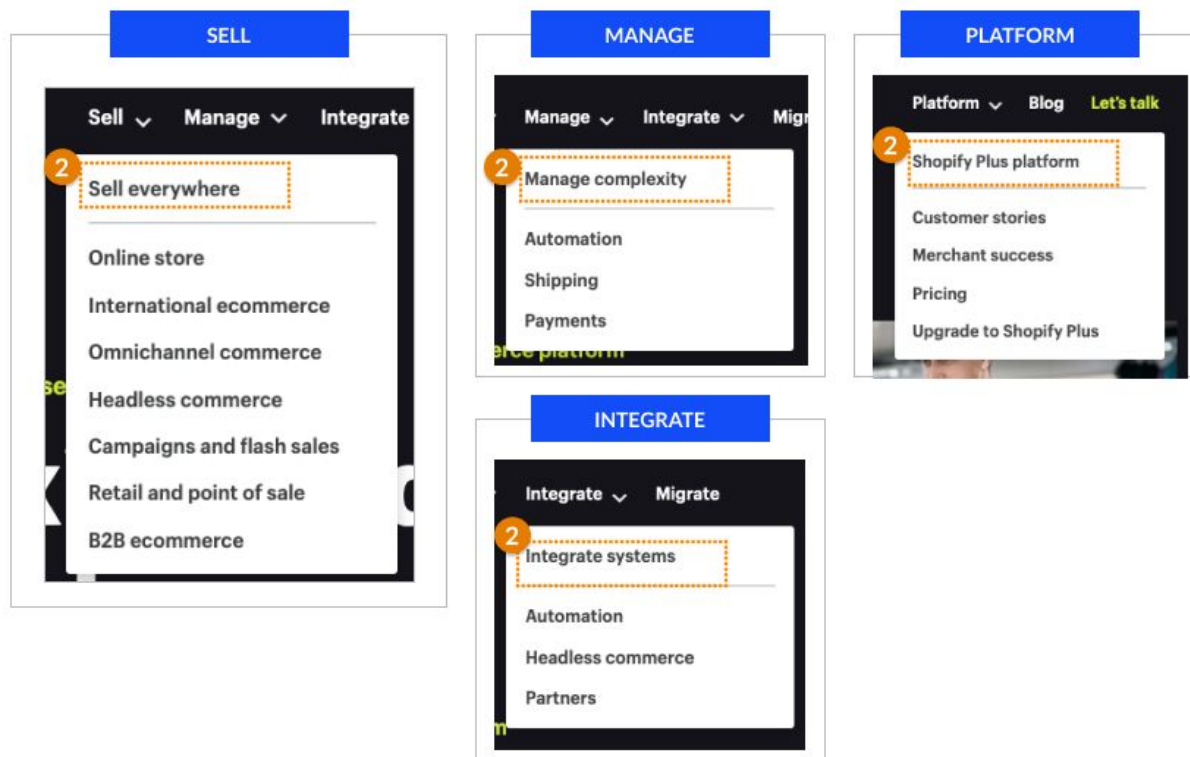 SELL
Sell Manage Integrate
2
Sell everywhere
Online store
International ecommerce
Omnichannel commerce
Headless commerce
Campaigns and flash sales
Retail and point of sale
B2B ecommerce
MANAGE
Manage Integrate
2
Manage complexity
Automation
Shipping
Payments
platform
PLATFORM
Platform Blog Let's talk
2
Shopify Plus platform
Customer stories
Merchant success
Pricing
Upgrade to Shopify Plus
INTEGRATE
Integrate Migrate
2
Integrate systems
Automation
Headless commerce
Partners